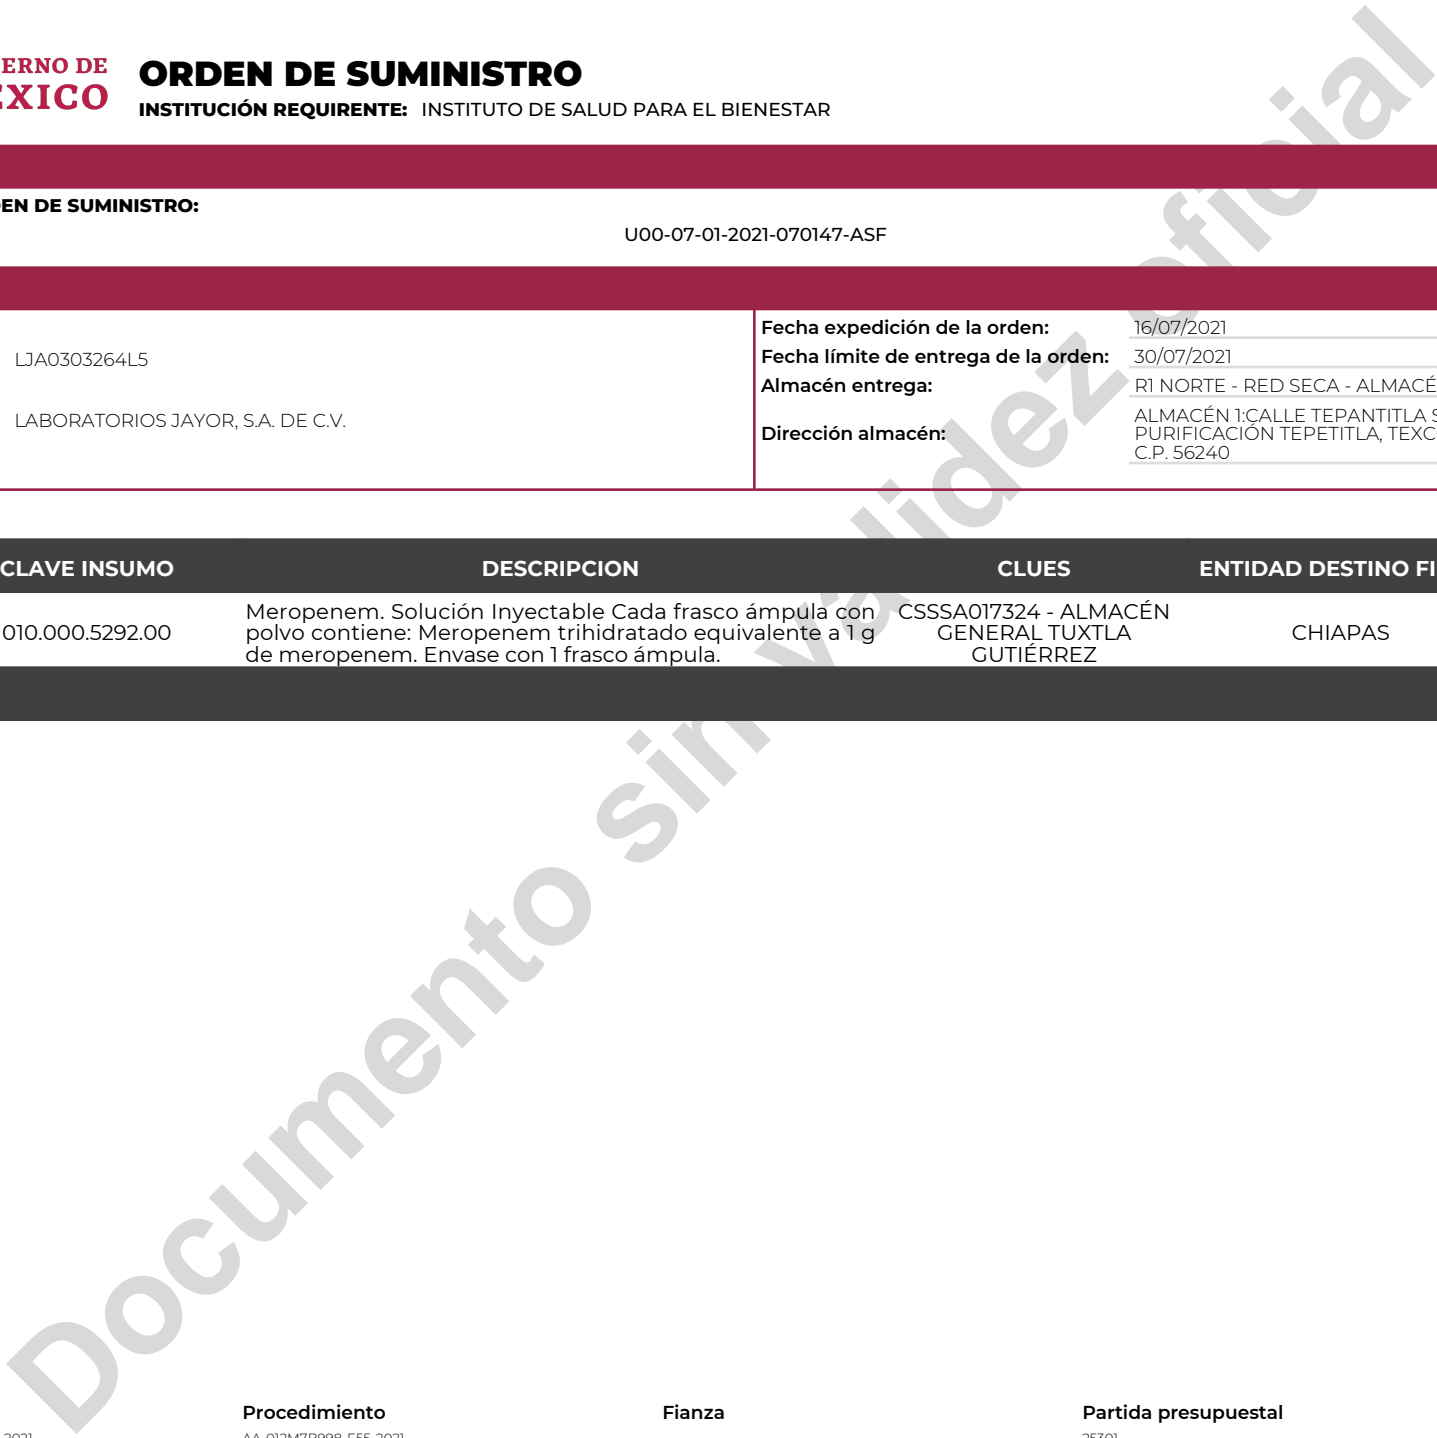 ERNO DE
EXICO
ORDEN DE SUMINISTRO
INSTITUCIÓN REQUIRENTE: INSTITUTO DE SALUD PARA EL BIENESTAR
EN DE SUMINISTRO:
U00-07-01-2021-070147-ASF
LJA0303264L5
LABORATORIOS JAYOR, S.A. DE C.V.
Fecha expedición de la orden: 16/07/2021
Fecha límite de entrega de la orden: 30/07/2021
Almacén entrega: R1 NORTE - RED SECA - ALMACÉ
Dirección almacén:
ALMACÉN 1:CALLE TEPANTITLA S
PURIFICACIÓN TEPETITLA, TEXC
C.P. 56240
CLAVE INSUMO DESCRIPCION CLUES ENTIDAD DESTINO FI
010.000.5292.00
Meropenem. Solución Inyectable Cada frasco ámpula con
polvo contiene: Meropenem trihidratado equivalente a 1 g
de meropenem. Envase con 1 frasco ámpula.
CSSSA017324 - ALMACÉN
GENERAL TUXTLA
GUTIÉRREZ
CHIAPAS
Documento sin validez oficial
Procedimiento Fianza Partida presupuestal